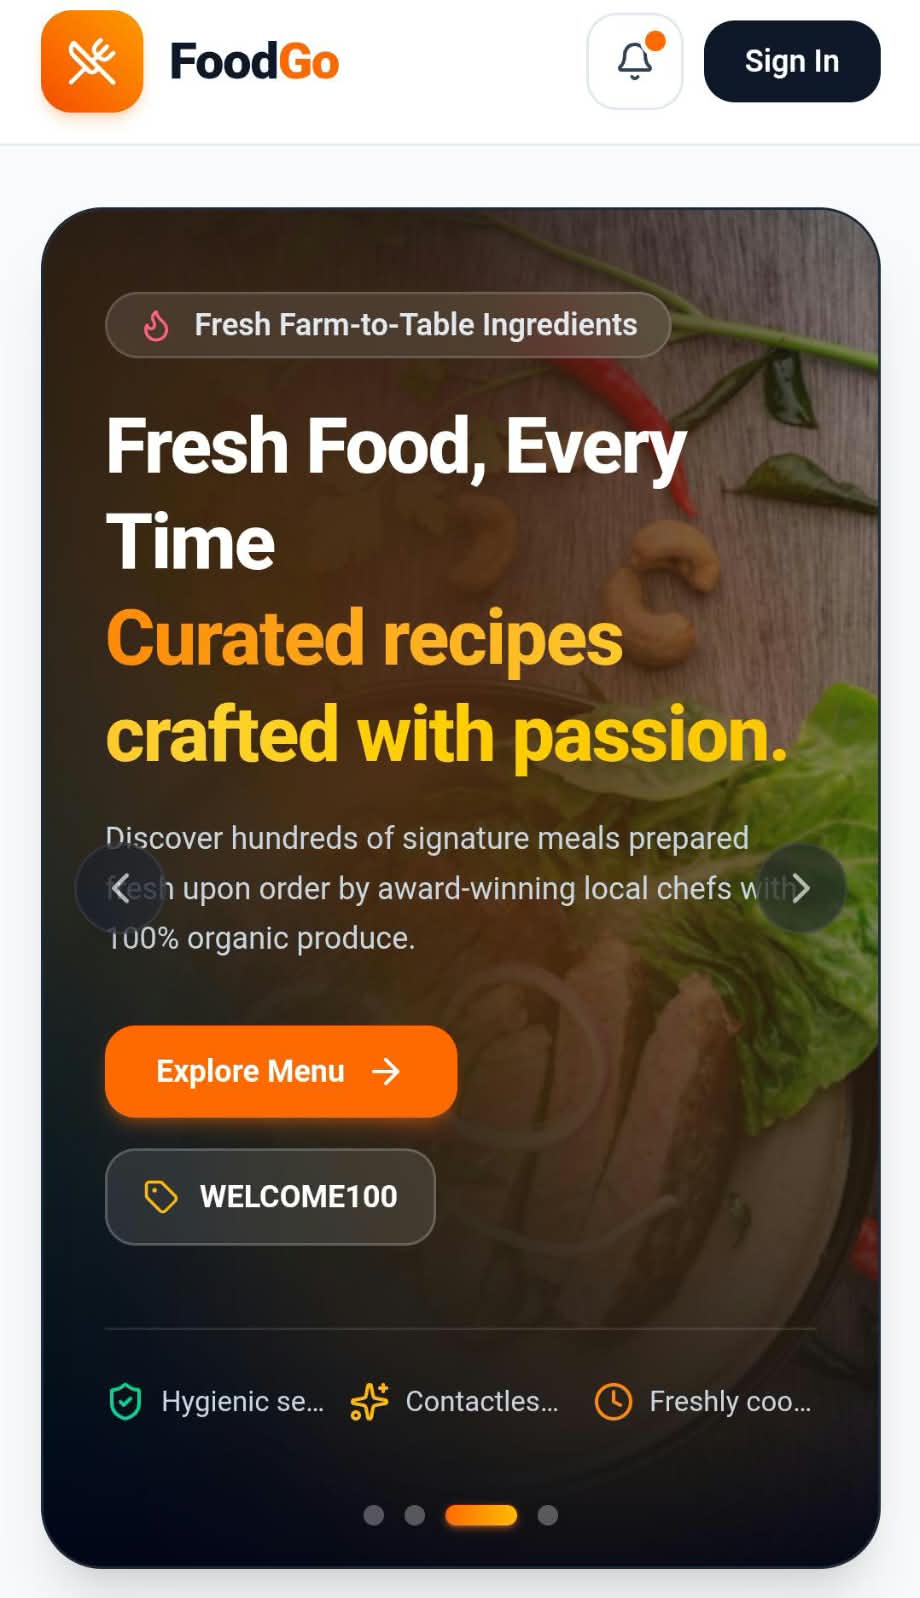 FoodGo
Sign In
Fresh Farm-to-Table Ingredients
Fresh Food, Every
Time
Curated recipes
crafted with passion.
Discover hundreds of signature meals prepared
fresh upon order by award-winning local chefs with
100% organic produce.
Explore Menu
WELCOME100
Hygienic se...
Contactles...
Freshly coo...